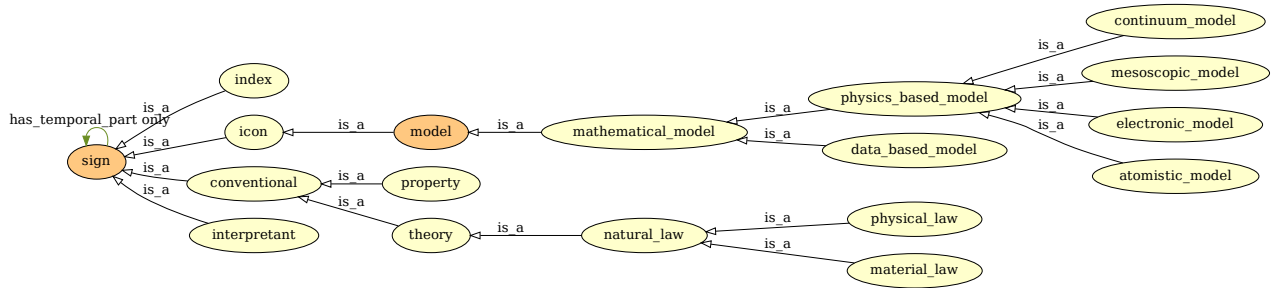 continuum_model
is_a
mesoscopic_model
index
is_a
is_a
physics_based_model
is_a
is_a
electronic_model
has_temporal_part only
icon
is_a
model
is_a
mathematical_model
is_a
is_a
data_based_model
is_a
atomistic_model
sign
is_a
conventional
is_a
property
is_a
is_a
physical_law
interpretant
theory
is_a
natural_law
is_a
material_law